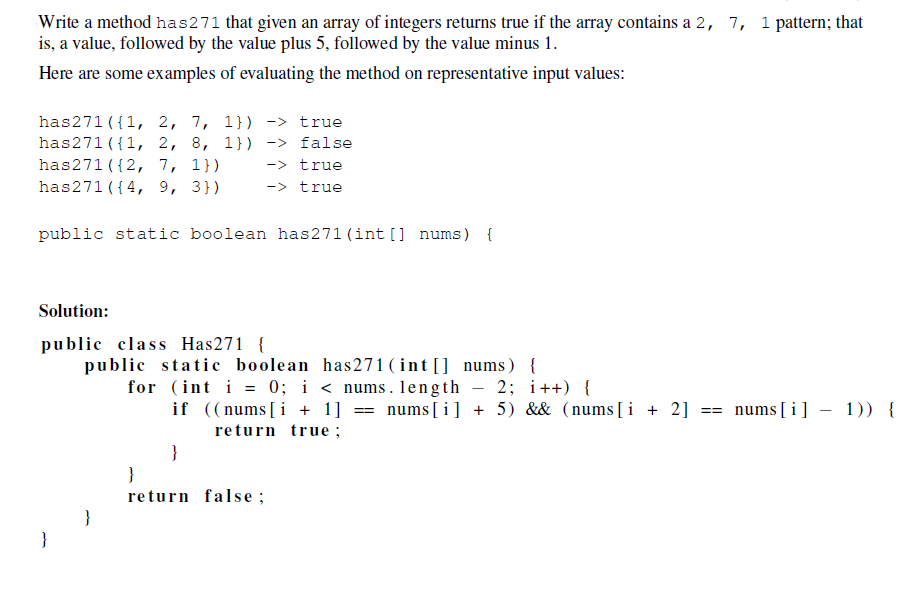 Write a method has271 that given an array of integers returns true if the array contains a 2, 7, 1 pattern; that
is, a value, followed by the value plus 5, followed by the value minus 1.
Here are some examples of evaluating the method on representative input values:
has271({1, 2, 7, 1}) -> true
has271({1, 2, 8, 1}) -> false
has271({2, 7, 1}) -> true
has271({4, 9, 3}) -> true
public static boolean has271(int[] nums) {
Solution:
public class Has271 {
public static boolean has271(int[] nums) {
for (int i = 0; i < nums.length − 2; i++) {
if ((nums[i + 1] == nums[i] + 5) && (nums[i + 2] == nums[i] − 1)) {
return true;
}
}
return false;
}
}